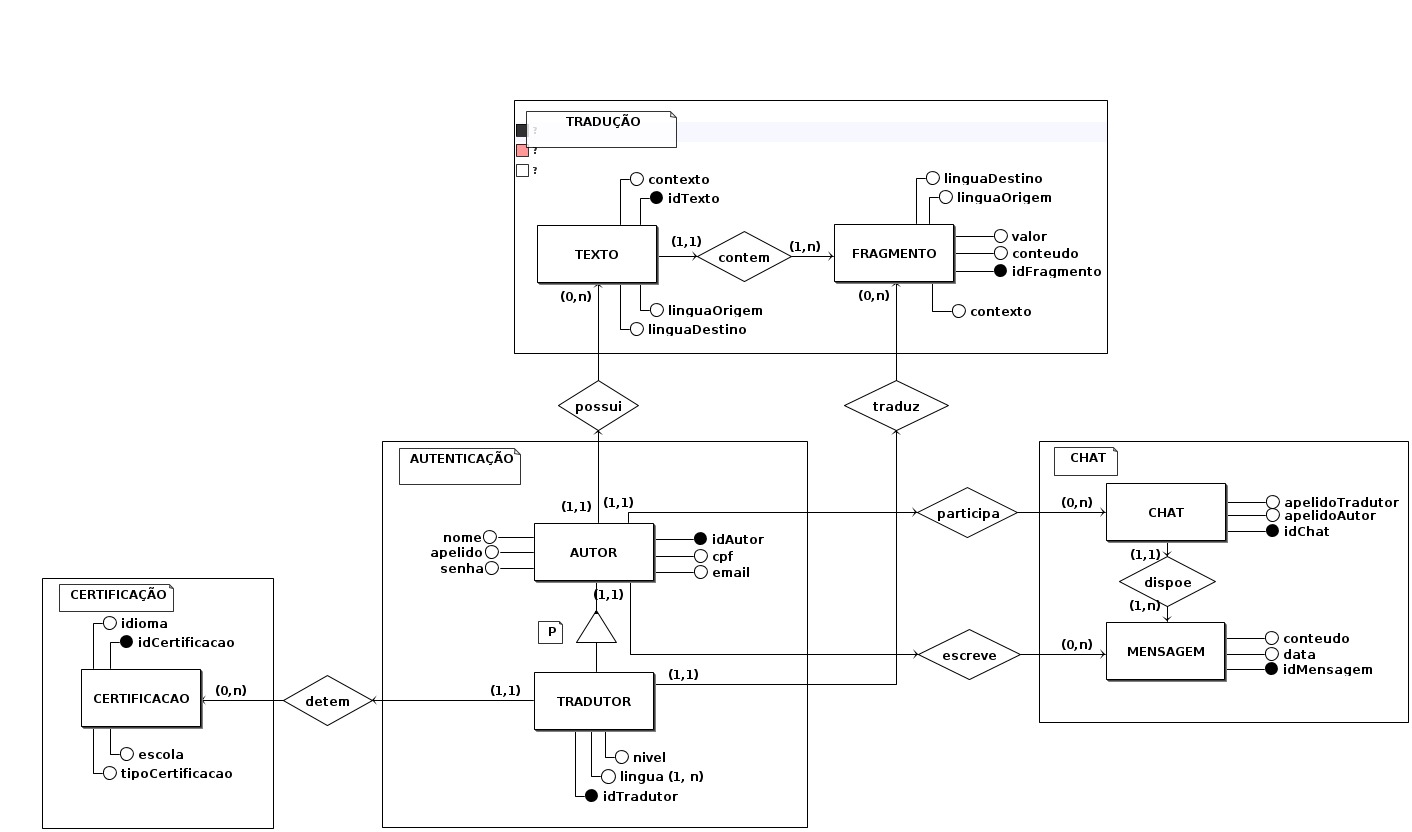 TRADUÇÃO
?
?
?
contexto
idTexto
linguaDestino
linguaOrigem
TEXTO
(1,1)
contem
(1,n)
FRAGMENTO
valor
conteudo
idFragmento
(0,n)
linguaOrigem
linguaDestino
(0,n)
contexto
possui
traduz
AUTENTICAÇÃO
CHAT
(1,1)
(1,1)
participa
(0,n)
CHAT
apelidoTradutor
apelidoAutor
idChat
nome
apelido
senha
AUTOR
idAutor
cpf
email
(1,1)
dispoe
(1,n)
(1,1)
P
CERTIFICAÇÃO
idioma
idCertificacao
escreve
(0,n)
MENSAGEM
conteudo
data
idMensagem
CERTIFICACAO
(0,n)
detem
(1,1)
TRADUTOR
(1,1)
escola
tipoCertificacao
nivel
lingua (1, n)
idTradutor